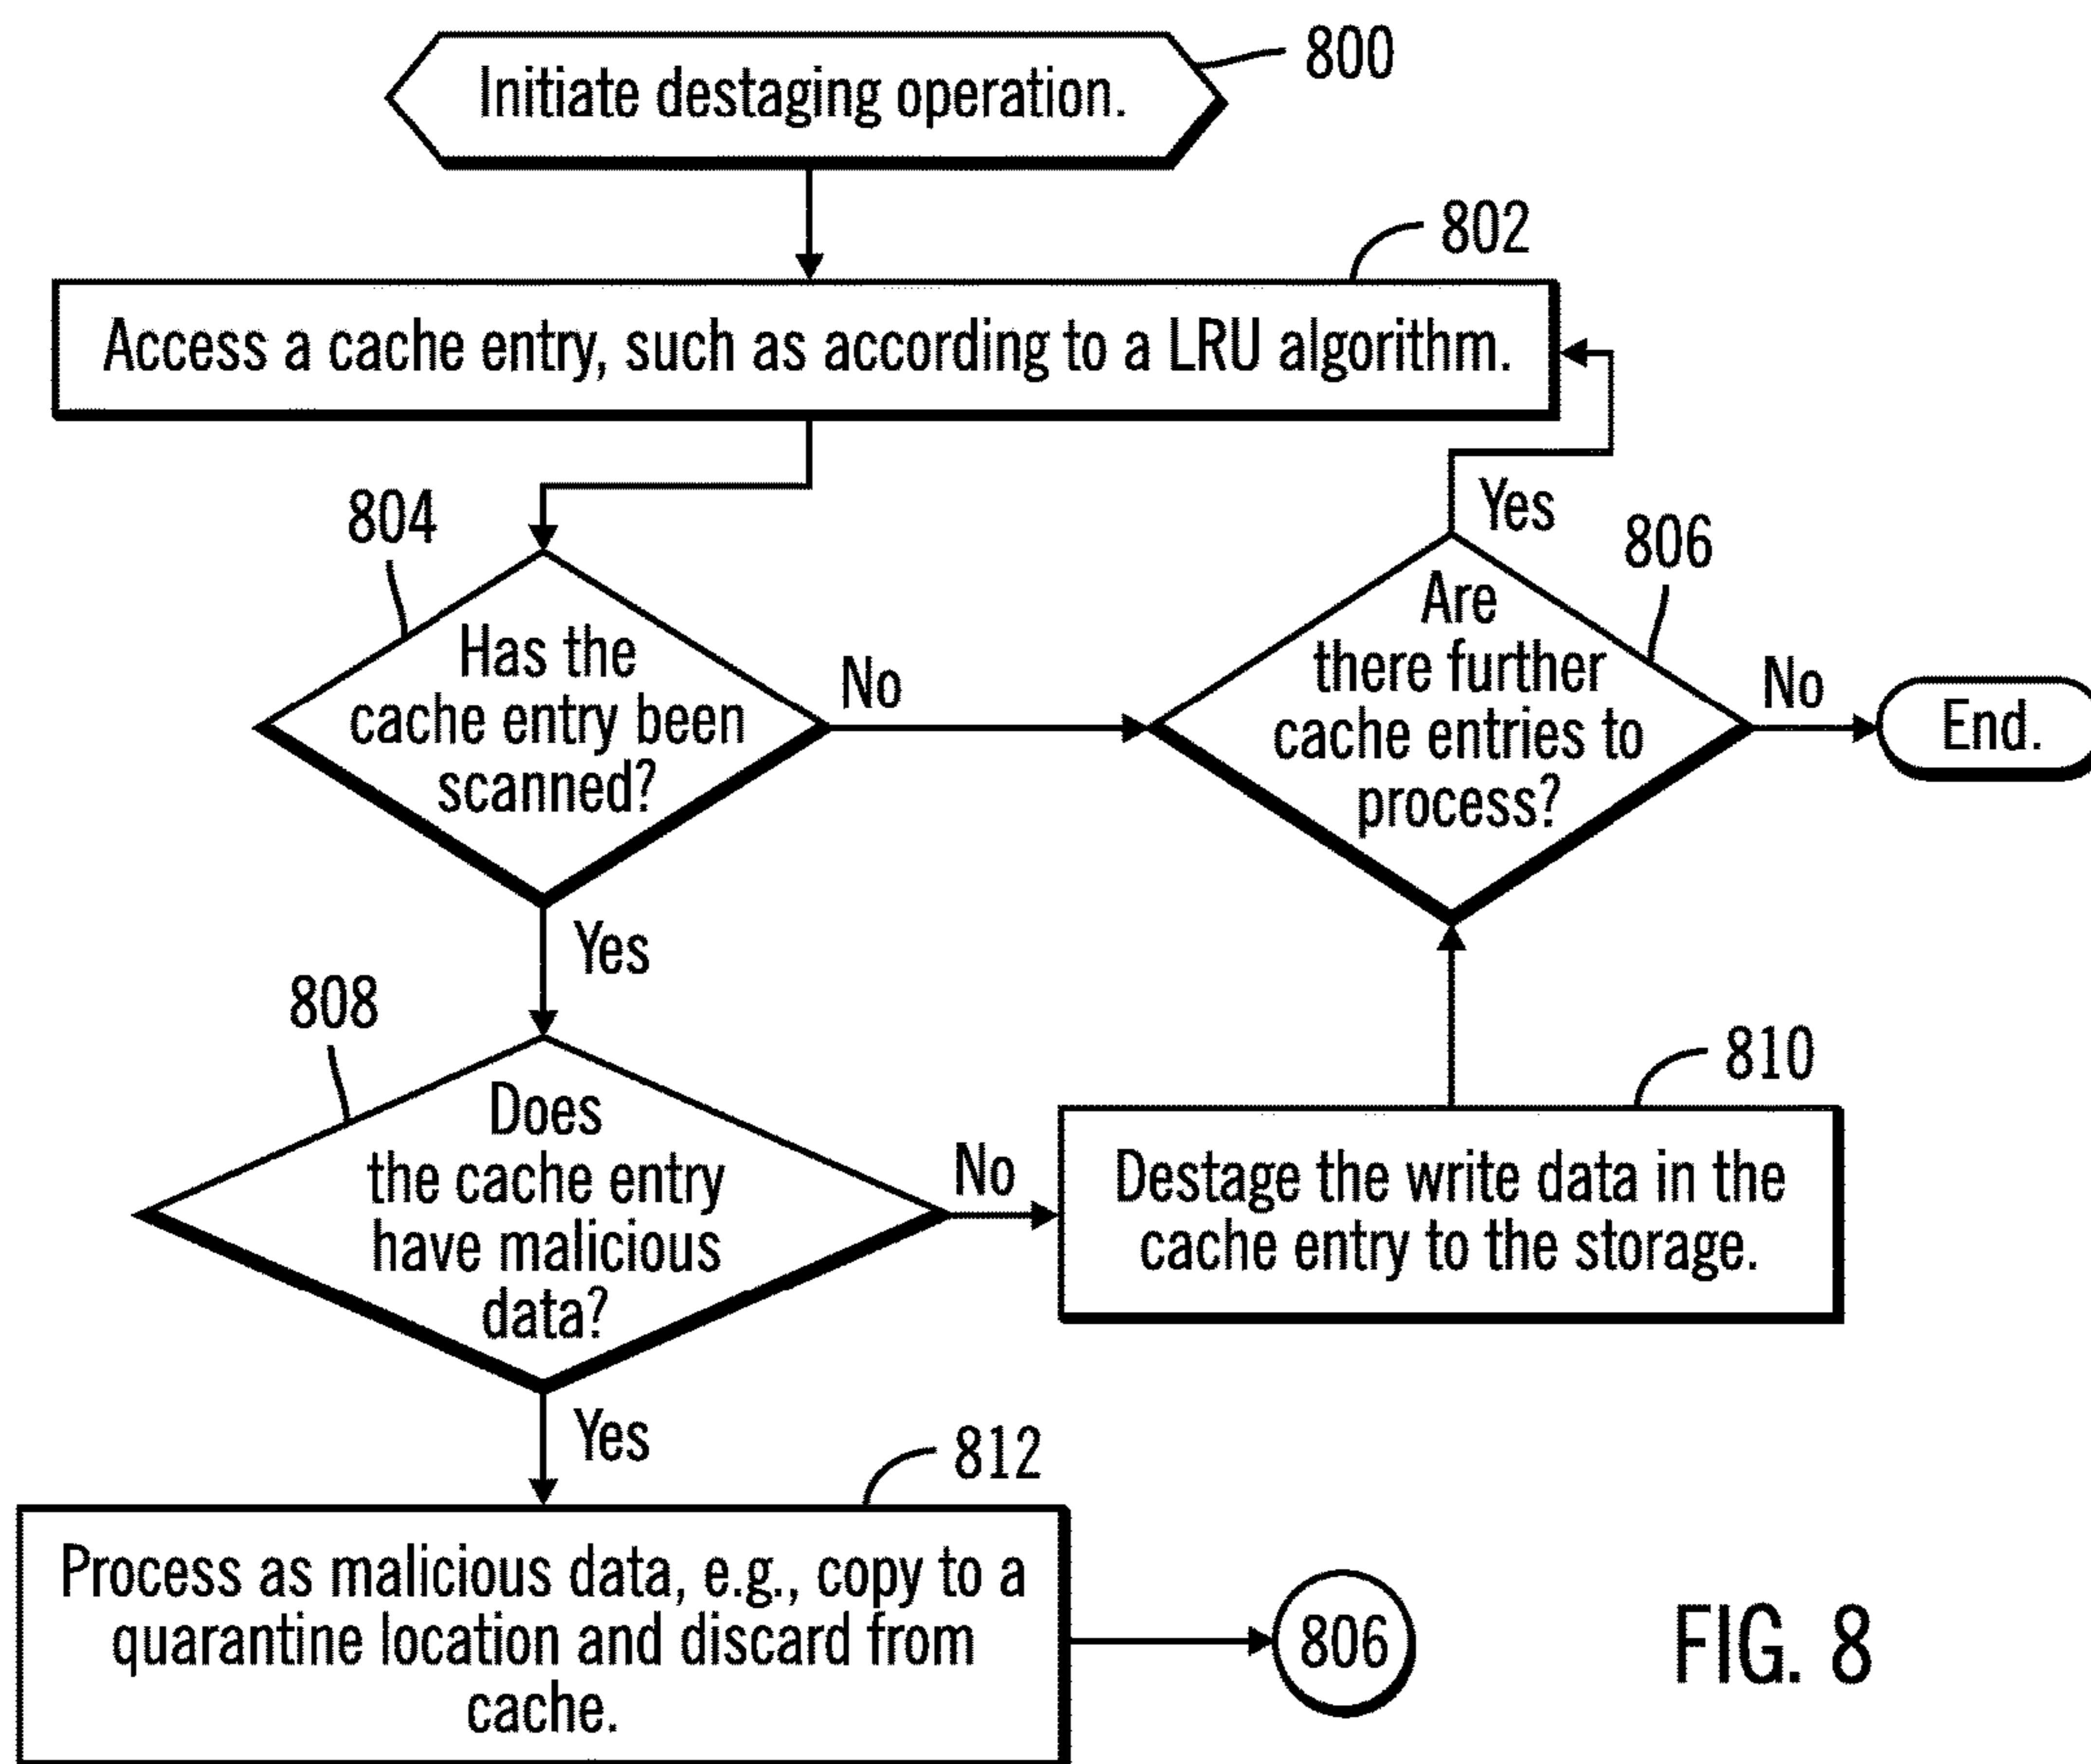 Initiate destaging operation.
800
802
Access a cache entry, such as according to a LRU algorithm.
804
Has the
cache entry been
scanned?
No
Yes
806
Are
there further
cache entries to
process?
Yes
No
End.
808
Does
the cache entry
have malicious
data?
No
810
Destage the write data in the
cache entry to the storage.
Yes
812
Process as malicious data, e.g., copy to a
quarantine location and discard from
cache.
806
FIG. 8